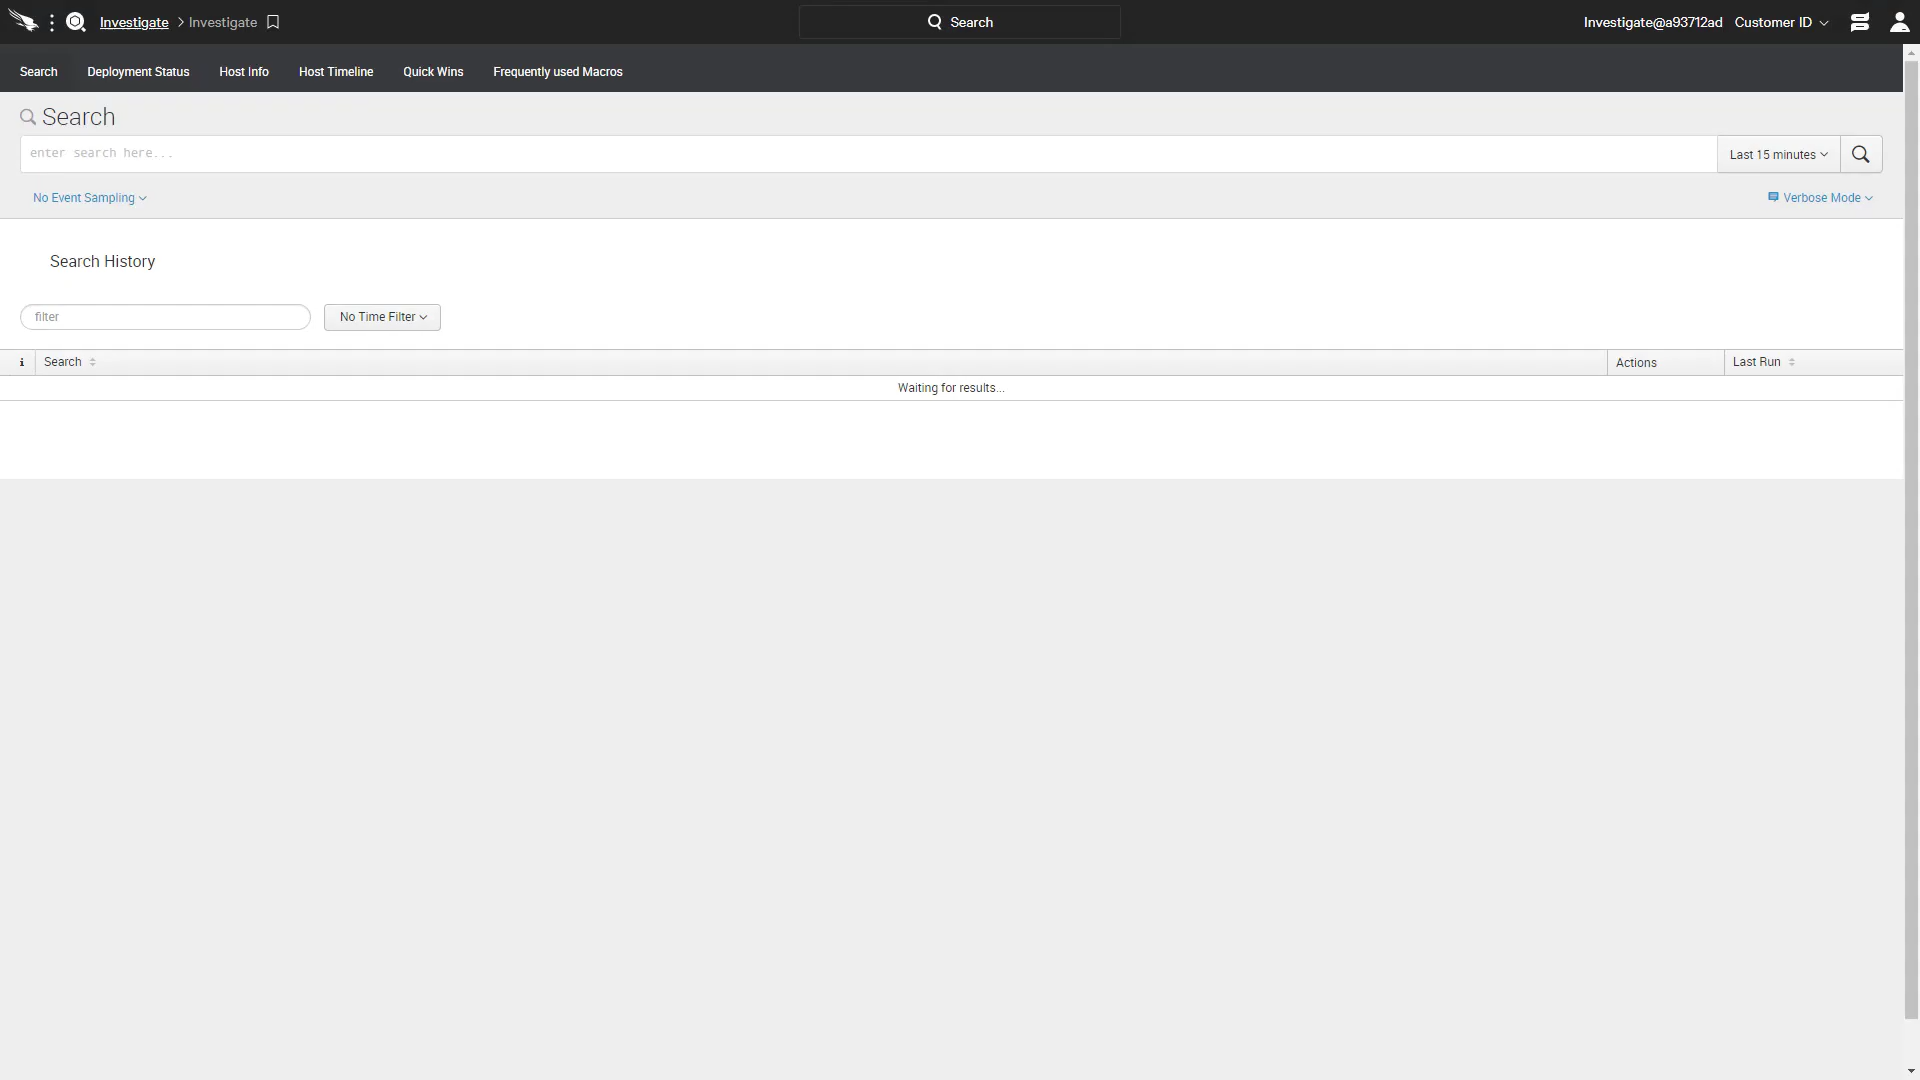 Investigate > Investigate
Search
Investigate@a93712ad Customer ID
Search Deployment Status Host Info Host Timeline Quick Wins Frequently used Macros
Search
enter search here...
Last 15 minutes
No Event Sampling
Verbose Mode
Search History
filter
No Time Filter
i Search Actions Last Run
Waiting for results...